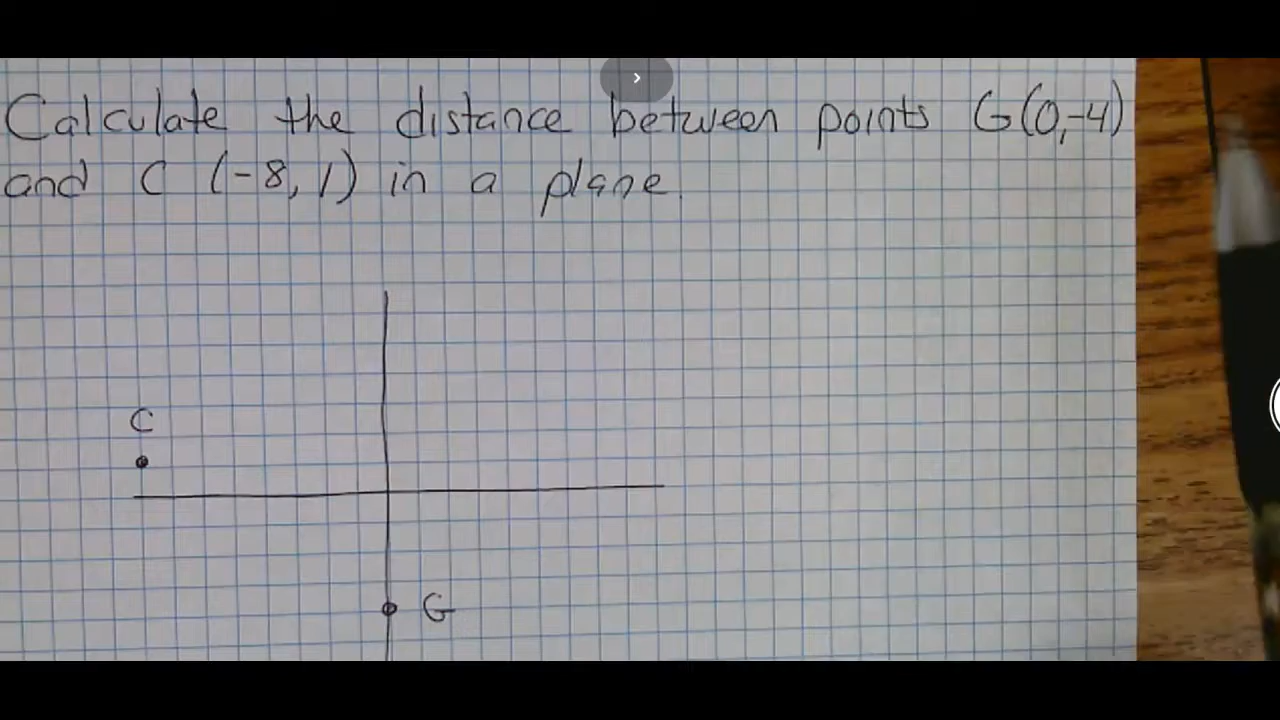 Calculate the distance between points G(0,-4)
and C (-8,1) in a plane.
C
G